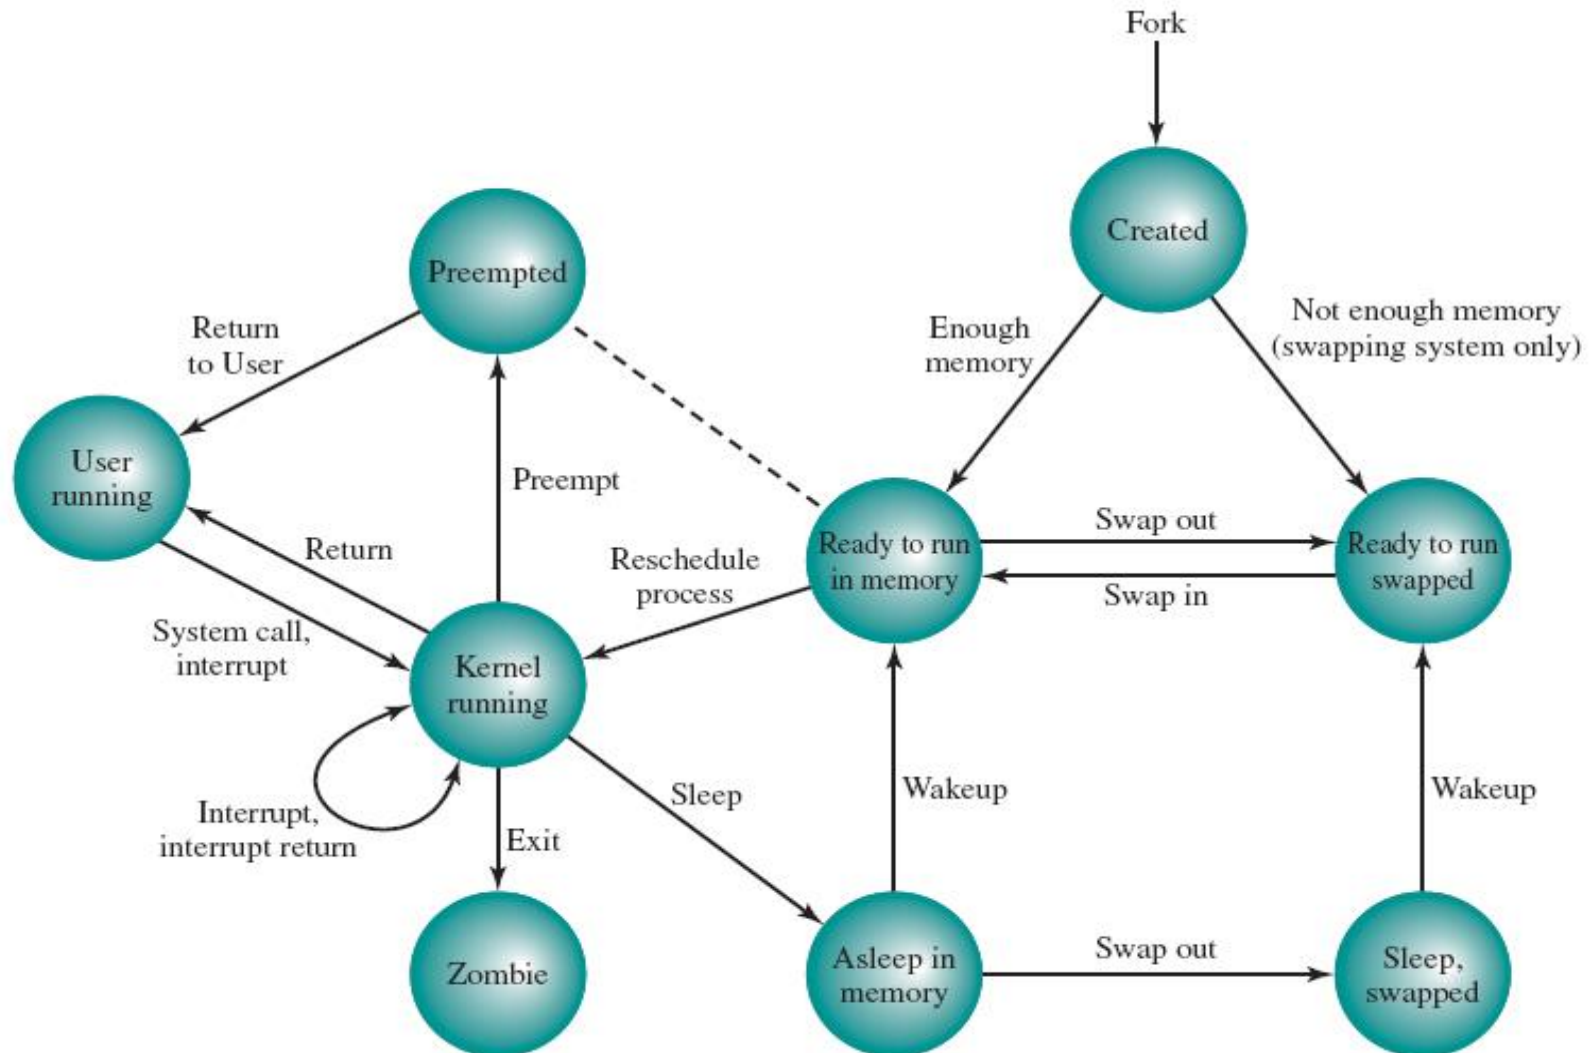 Fork
Created
Preempted
Return
to User
Enough
memory
Not enough memory
(swapping system only)
User
running
Preempt
Return
Reschedule
process
Ready to run
in memory
Swap out
Swap in
Ready to run
swapped
System call,
interrupt
Kernel
running
Interrupt,
interrupt return
Sleep
Wakeup
Wakeup
Exit
Zombie
Asleep in
memory
Swap out
Sleep,
swapped